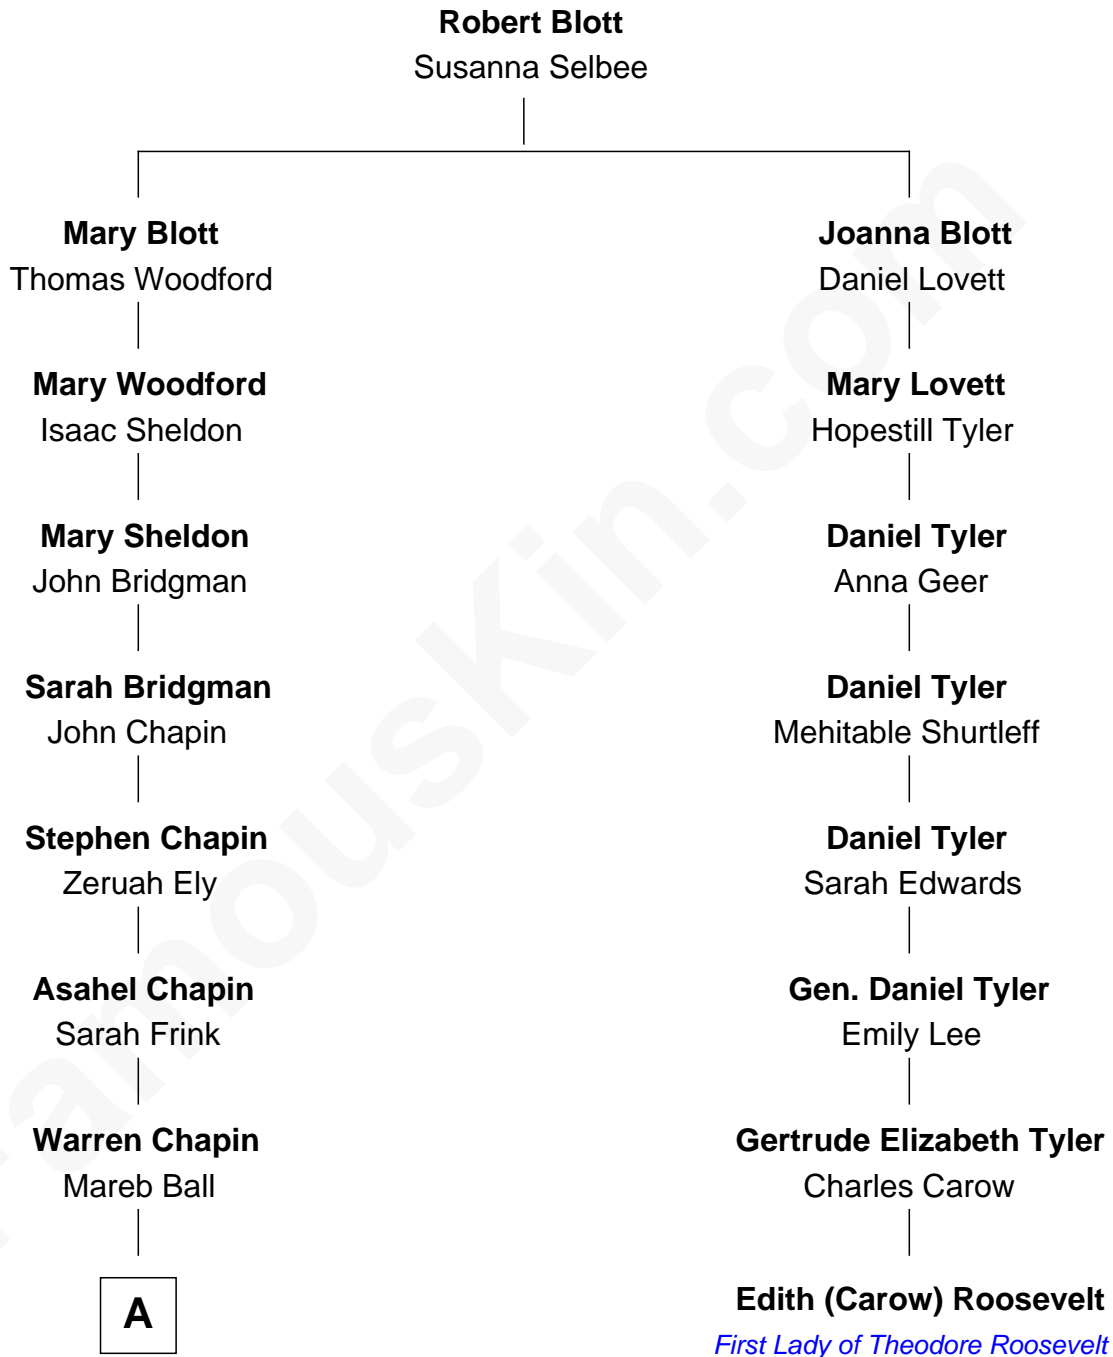 Robert Blott
Susanna Selbee
Mary Blott
Thomas Woodford
Joanna Blott
Daniel Lovett
Mary Woodford
Isaac Sheldon
Mary Lovett
Hopestill Tyler
Mary Sheldon
John Bridgman
Daniel Tyler
Anna Geer
Sarah Bridgman
John Chapin
Daniel Tyler
Mehitable Shurtleff
Stephen Chapin
Zeruah Ely
Daniel Tyler
Sarah Edwards
Asahel Chapin
Sarah Frink
Gen. Daniel Tyler
Emily Lee
Warren Chapin
Mareb Ball
Gertrude Elizabeth Tyler
Charles Carow
A
Edith (Carow) Roosevelt
First Lady of Theodore Roosevelt
FamousKin.com